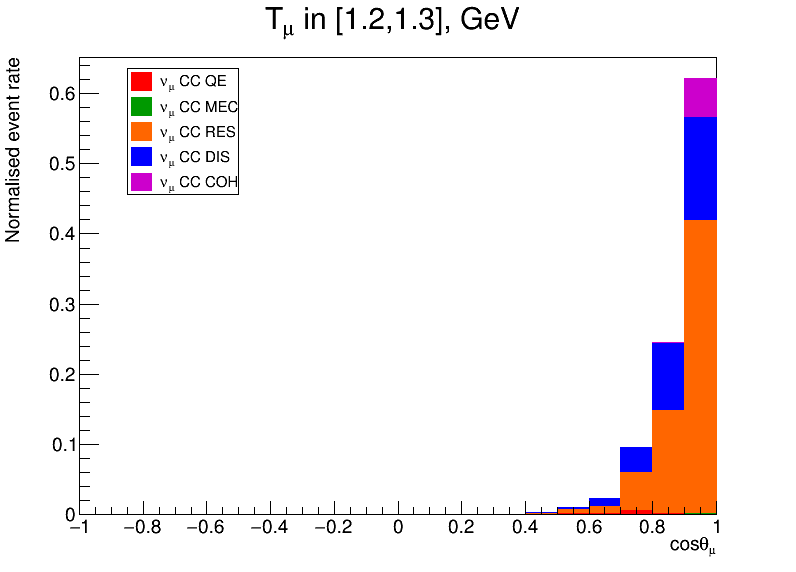 T_μ in [1.2,1.3], GeV
Normalised event rate
ν_μ CC QE
ν_μ CC MEC
ν_μ CC RES
ν_μ CC DIS
ν_μ CC COH
0.6
0.5
0.4
0.3
0.2
0.1
0
−1 −0.8 −0.6 −0.4 −0.2 0 0.2 0.4 0.6 0.8 1
cosθ_μ